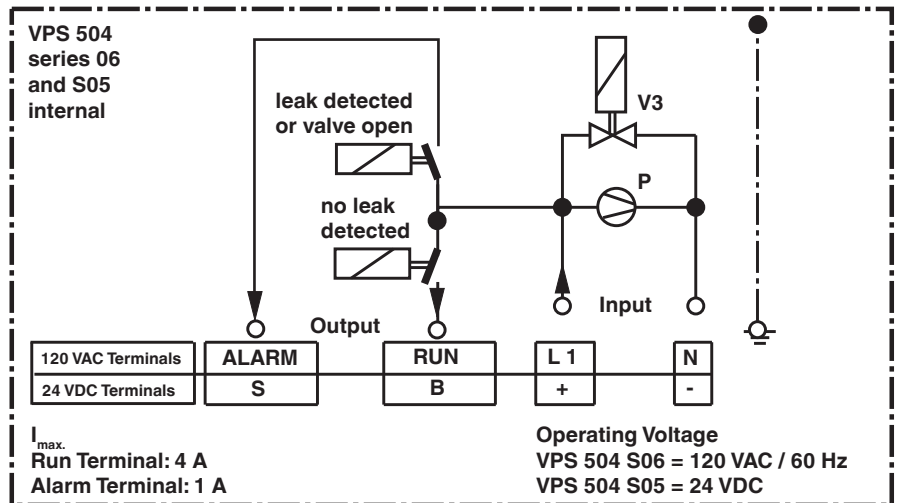 VPS 504
series 06
and S05
internal
leak detected
or valve open
V3
P
no leak
detected
Output
Input
120 VAC Terminals ALARM RUN L 1 N
24 VDC Terminals S B + -
Imax.
Run Terminal: 4 A
Alarm Terminal: 1 A
Operating Voltage
VPS 504 S06 = 120 VAC / 60 Hz
VPS 504 S05 = 24 VDC